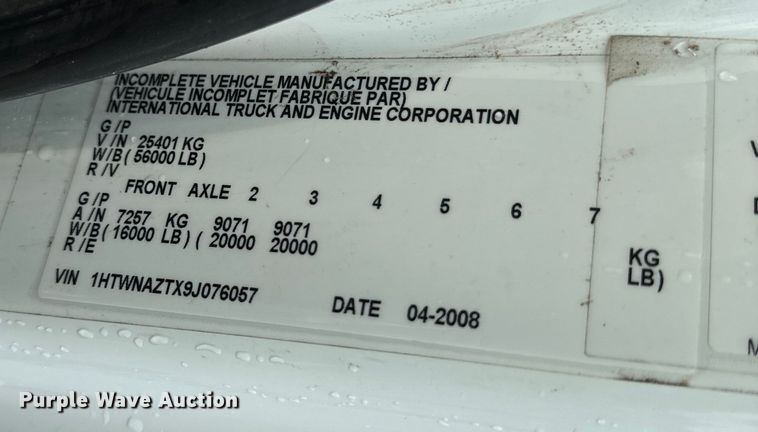 INCOMPLETE VEHICLE MANUFACTURED BY /
(VEHICULE INCOMPLET FABRIQUE PAR)
INTERNATIONAL TRUCK AND ENGINE CORPORATION
G /P
V /N 25401 KG
W/B ( 56000 LB )
R /V
FRONT AXLE 2 3 4 5 6 7
G /P
A /N 7257 KG 9071 9071 KG
W/B( 16000 LB ) ( 20000 20000 LB )
R /E
VIN 1HTWNAZTX9J076057 DATE 04-2008
Purple Wave Auction